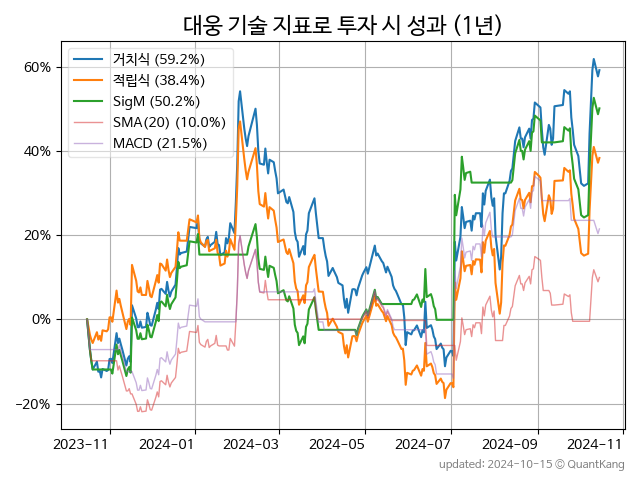 대웅 기술 지표로 투자 시 성과 (1년)
거치식 (59.2%)
적립식 (38.4%)
SigM (50.2%)
SMA(20) (10.0%)
MACD (21.5%)
60%
40%
20%
0%
−20%
2023-11 2024-01 2024-03 2024-05 2024-07 2024-09 2024-11
updated: 2024-10-15 © QuantKang